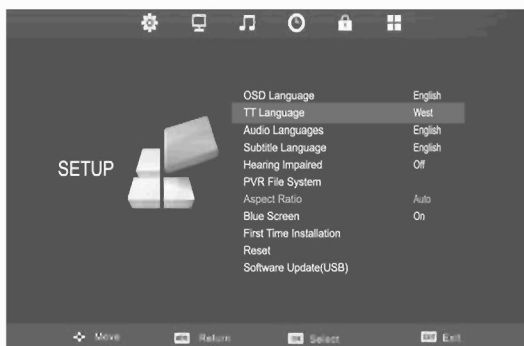 SETUP
OSD Language English
TT Language West
Audio Languages English
Subtitle Language English
Hearing Impaired Off
PVR File System
Aspect Ratio Auto
Blue Screen On
First Time Installation
Reset
Software Update(USB)
Move Return Select Exit